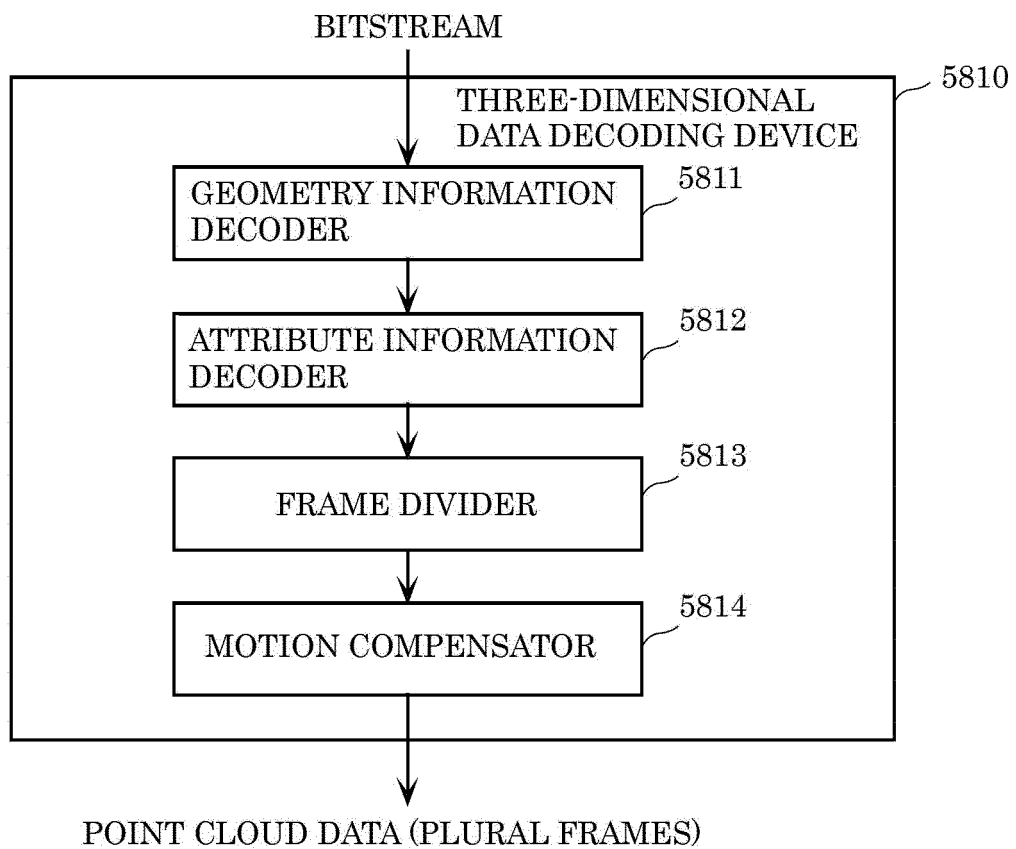 BITSTREAM
5810
THREE-DIMENSIONAL
DATA DECODING DEVICE
5811
GEOMETRY INFORMATION
DECODER
5812
ATTRIBUTE INFORMATION
DECODER
5813
FRAME DIVIDER
5814
MOTION COMPENSATOR
POINT CLOUD DATA (PLURAL FRAMES)